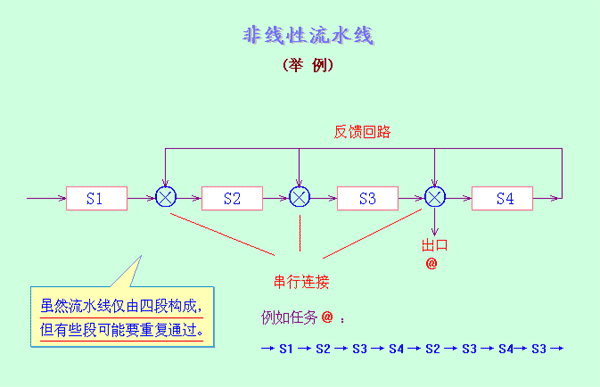 非线性流水线
(举 例)
反馈回路
S1 S2 S3 S4
出口
@
串行连接
虽然流水线仅由四段构成，
但有些段可能要重复通过。
例如任务 @ ：
→ S1 → S2 → S3 → S4 → S2 → S3 → S4→ S3 →